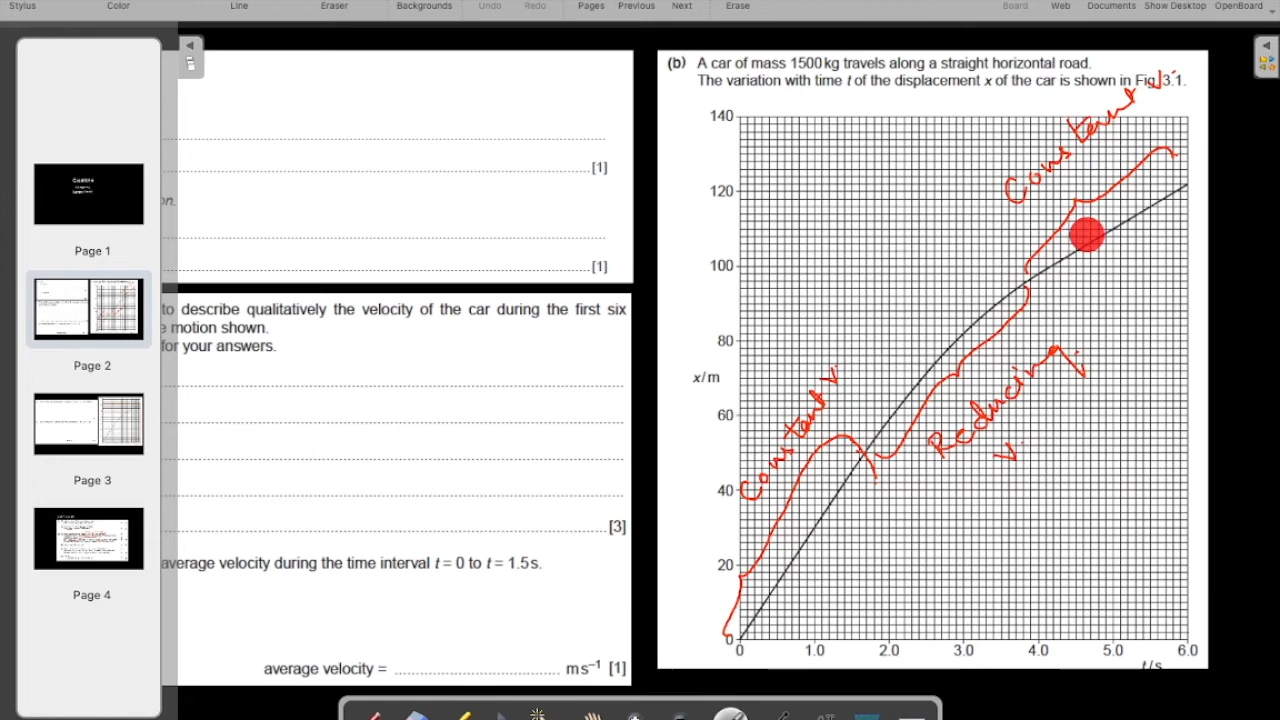 Stylus Color Line Eraser Backgrounds Undo Redo Pages Previous Next Erase Board Web Documents Show Desktop OpenBoard
Page 1
Page 2
Page 3
Page 4
[1]
on.
[1]
to describe qualitatively the velocity of the car during the first six
e motion shown.
for your answers.
[3]
average velocity during the time interval t = 0 to t = 1.5 s.
average velocity = ............ m s⁻¹ [1]
(b) A car of mass 1500 kg travels along a straight horizontal road.
The variation with time t of the displacement x of the car is shown in Fig. 3.1.
140
120
100
80
x / m
60
40
20
0
0 1.0 2.0 3.0 4.0 5.0 6.0
t / s
Constant v.
Reducing
v.
Constant v.